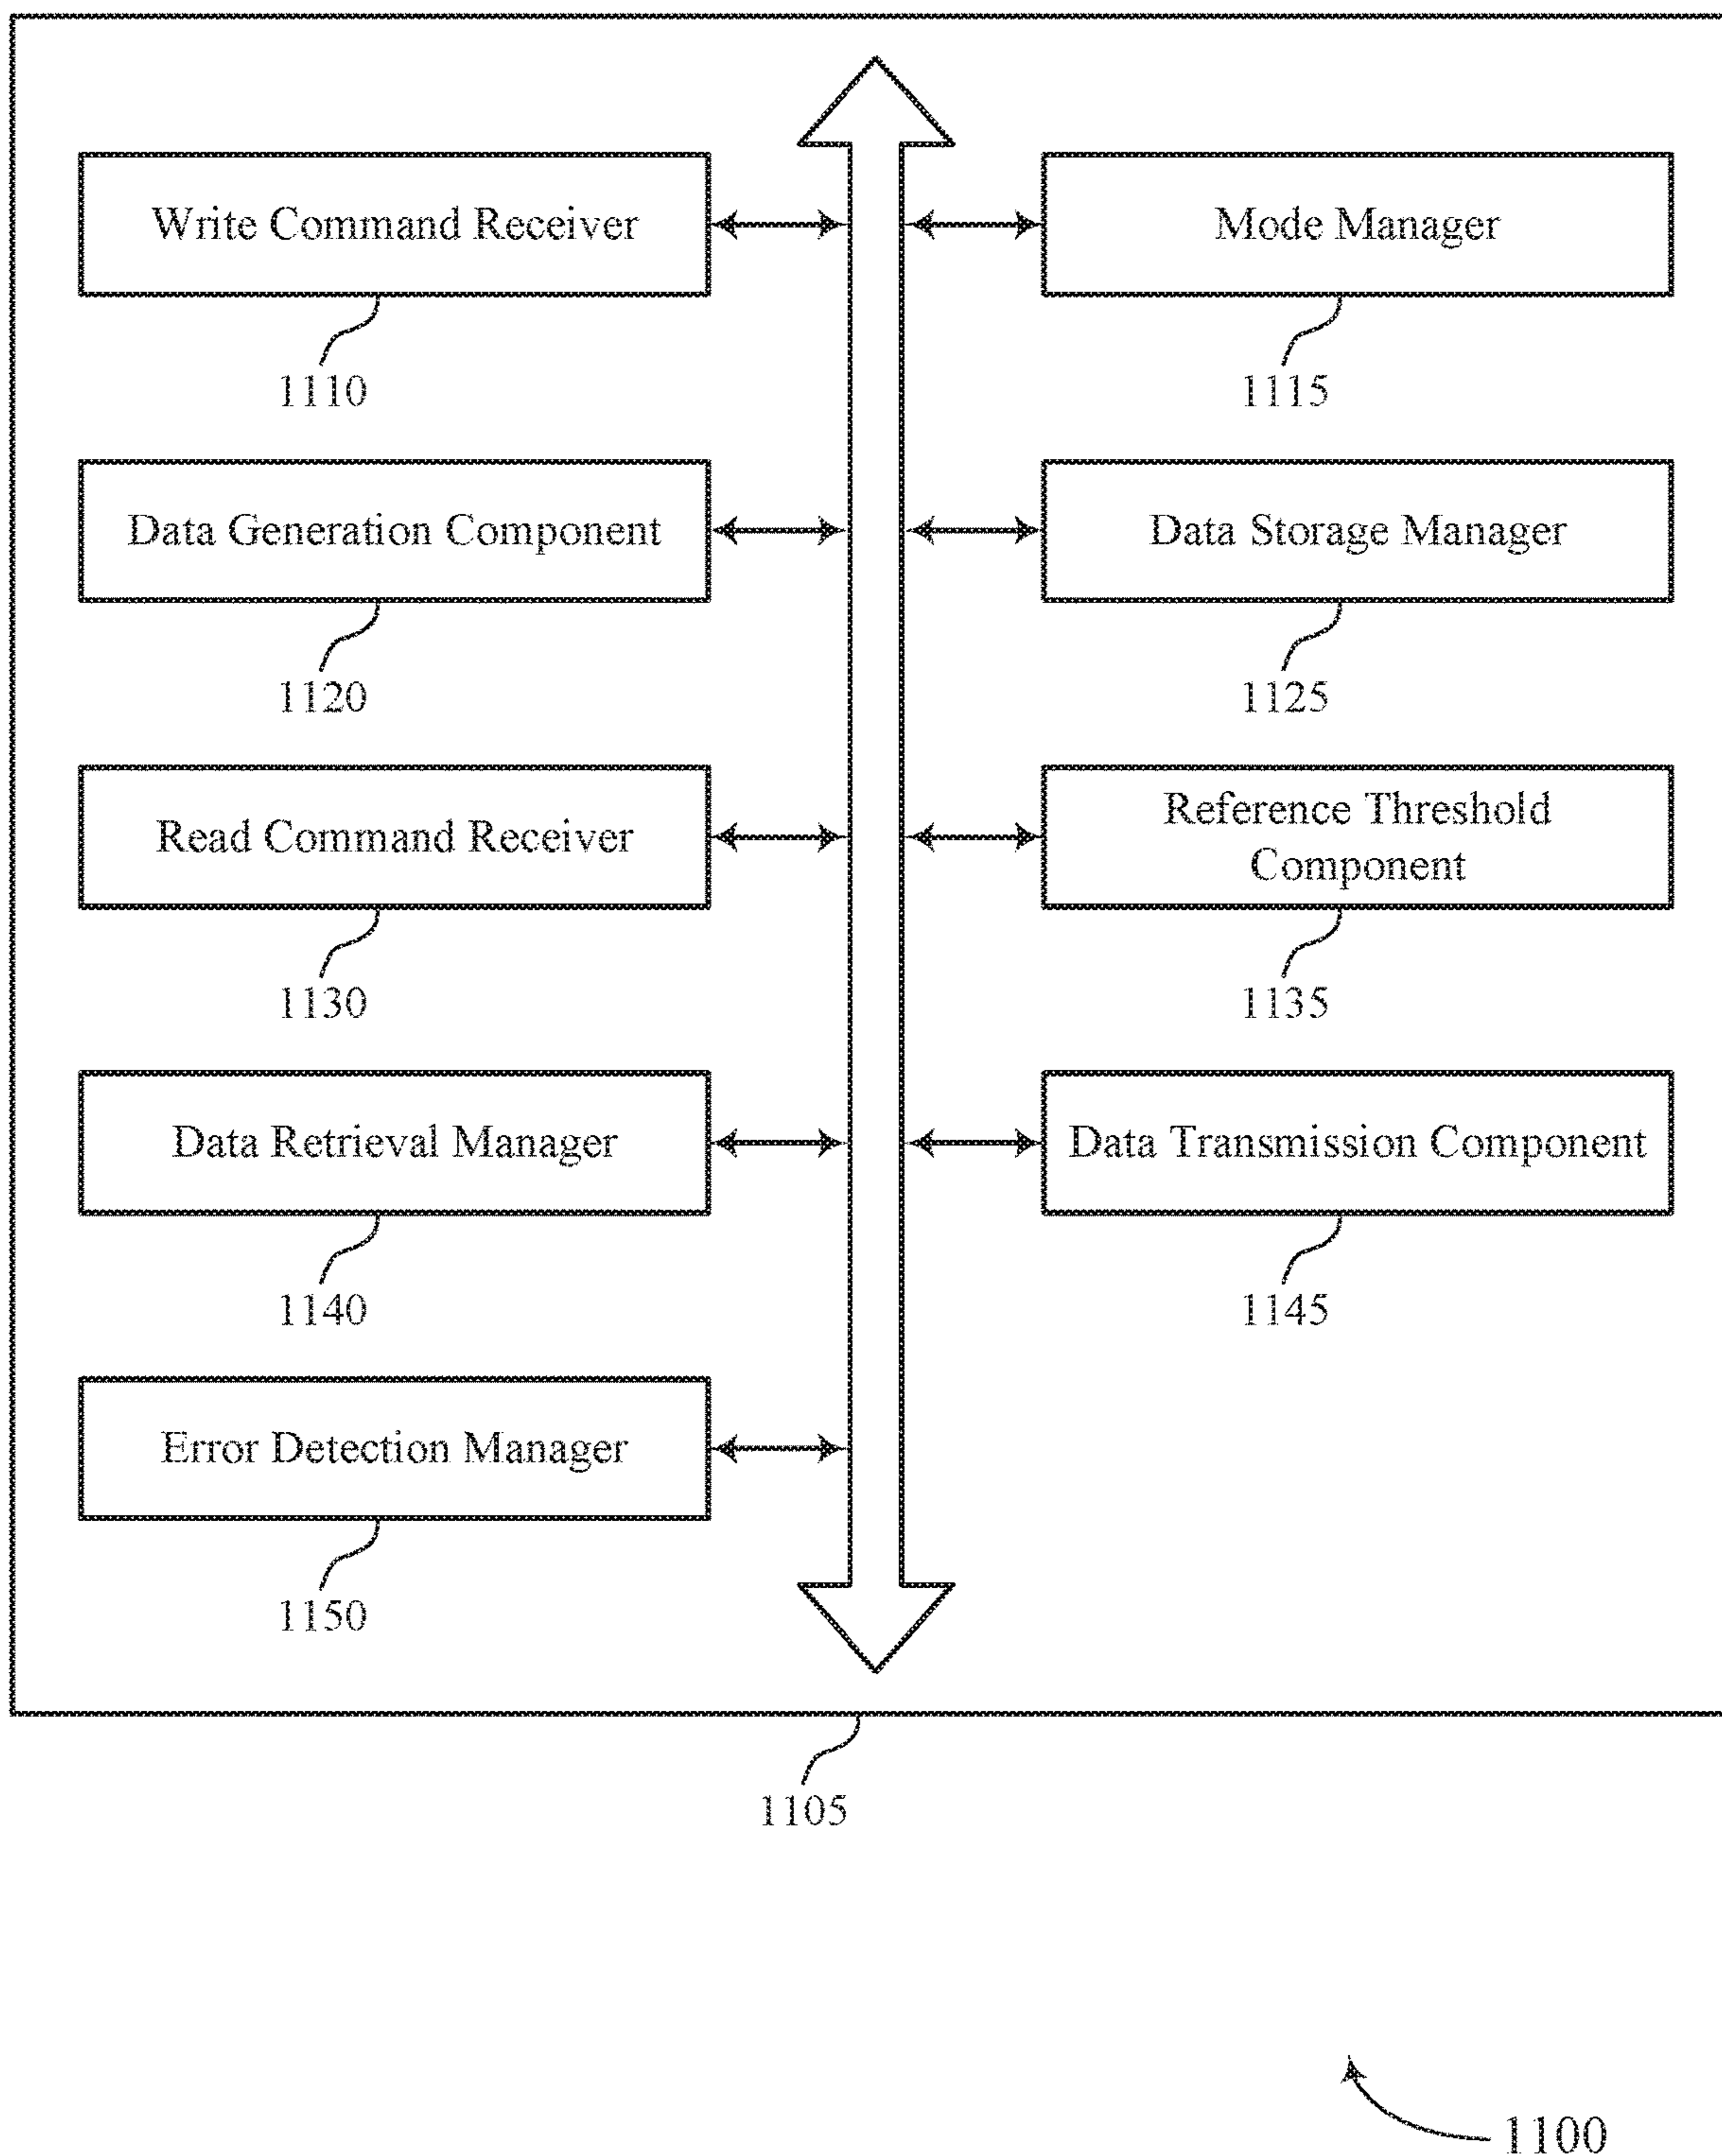 Write Command Receiver
Mode Manager
1110
1115
Data Generation Component
Data Storage Manager
1120
1125
Read Command Receiver
Reference Threshold
Component
1130
1135
Data Retrieval Manager
Data Transmission Component
1140
1145
Error Detection Manager
1150
1105
1100